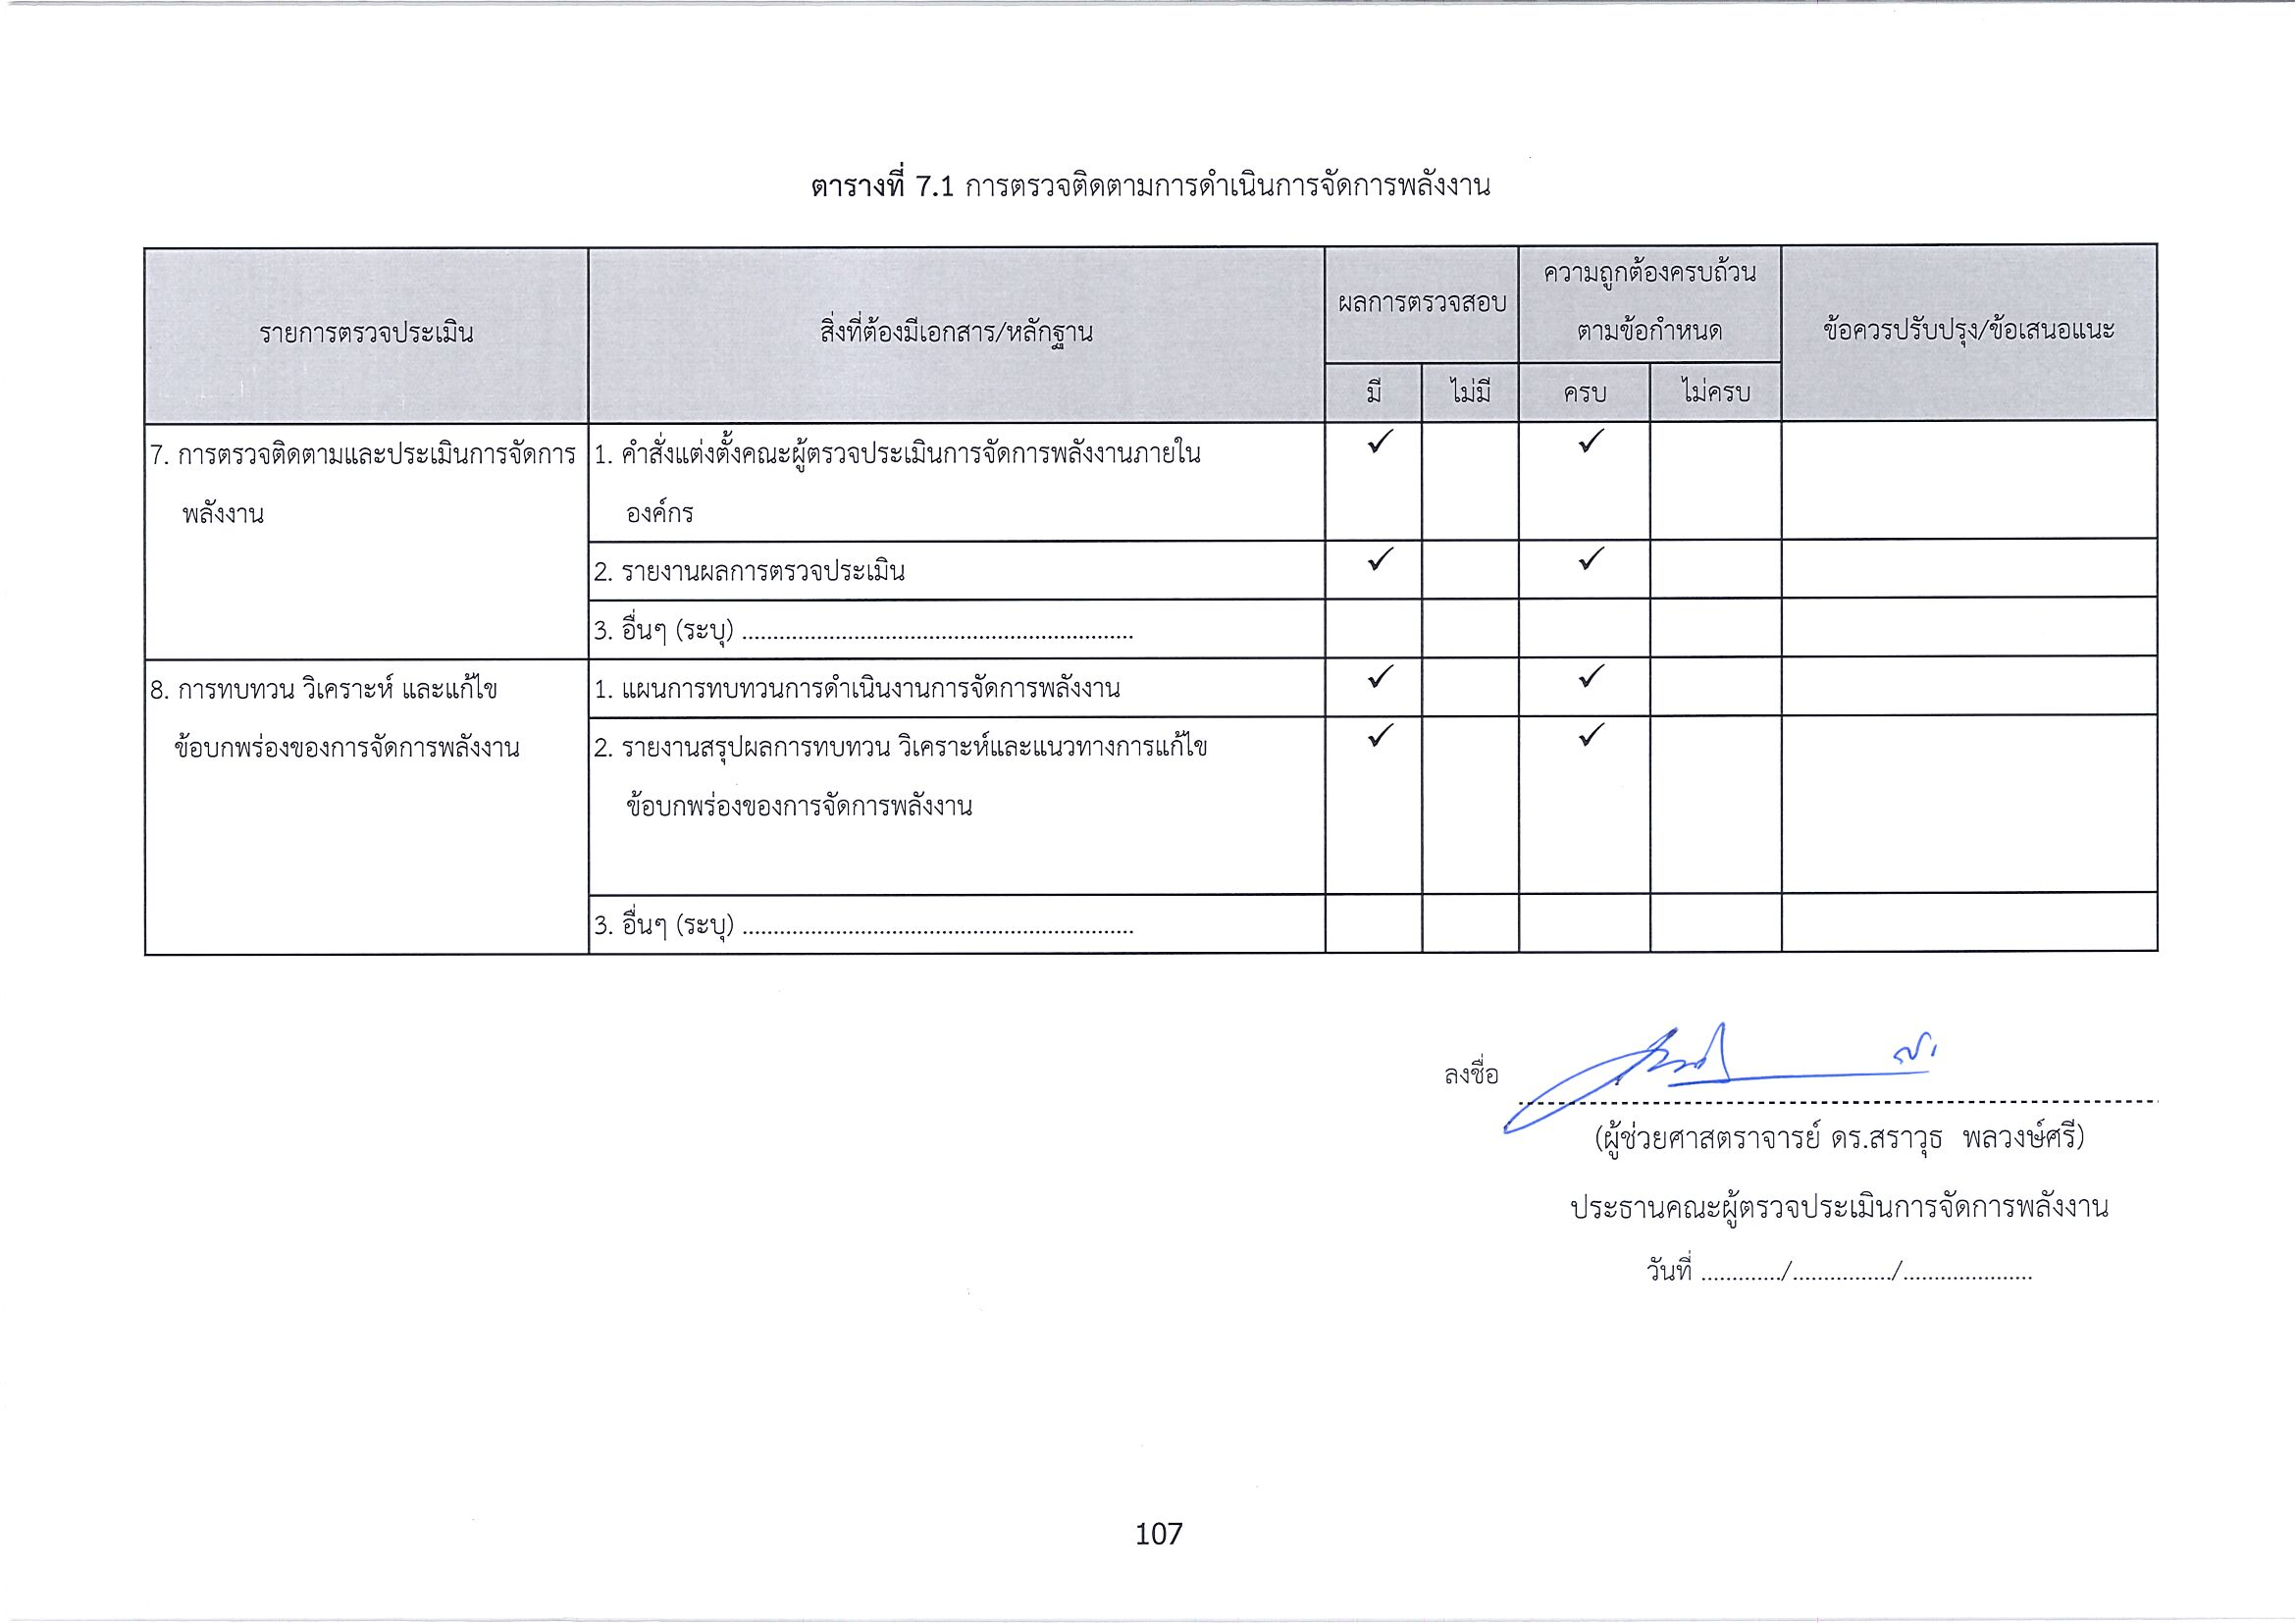 ตารางที่ 7.1 การตรวจติดตามการดำเนินการจัดการพลังงาน
รายการตรวจประเมิน
สิ่งที่ต้องมีเอกสาร/หลักฐาน
ผลการตรวจสอบ
ความถูกต้องครบถ้วน
ตามข้อกำหนด
ข้อควรปรับปรุง/ข้อเสนอแนะ
มี
ไม่มี
ครบ
ไม่ครบ
7. การตรวจติดตามและประเมินการจัดการ
พลังงาน
1. คำสั่งแต่งตั้งคณะผู้ตรวจประเมินการจัดการพลังงานภายใน
องค์กร
✓ ✓
2. รายงานผลการตรวจประเมิน
✓ ✓
3. อื่นๆ (ระบุ) ...............................................................
8. การทบทวน วิเคราะห์ และแก้ไข
ข้อบกพร่องของการจัดการพลังงาน
1. แผนการทบทวนการดำเนินงานการจัดการพลังงาน
✓ ✓
2. รายงานสรุปผลการทบทวน วิเคราะห์และแนวทางการแก้ไข
ข้อบกพร่องของการจัดการพลังงาน
✓ ✓
3. อื่นๆ (ระบุ) ...............................................................
ลงชื่อ
(ผู้ช่วยศาสตราจารย์ ดร.สราวุธ พลวงษ์ศรี)
ประธานคณะผู้ตรวจประเมินการจัดการพลังงาน
วันที่ ............./................/.....................
107